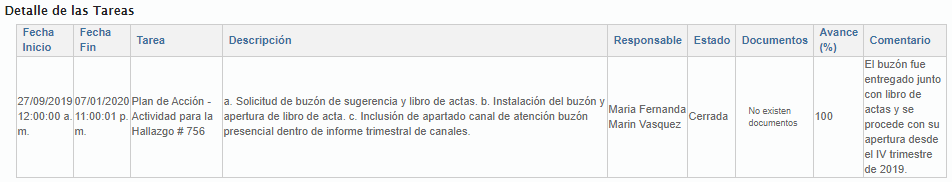 Detalle de las Tareas
Fecha Inicio
Fecha Fin
Tarea
Descripción
Responsable
Estado
Documentos
Avance (%)
Comentario
27/09/2019 12:00:00 a. m.
07/01/2020 11:00:01 p. m.
Plan de Acción -
Actividad para la
Hallazgo # 756
a. Solicitud de buzón de sugerencia y libro de actas. b. Instalación del buzón y
apertura de libro de acta. c. Inclusión de apartado canal de atención buzón
presencial dentro de informe trimestral de canales.
Maria Fernanda
Marin Vasquez
Cerrada
No existen
documentos
100
El buzón fue
entregado junto
con libro de
actas y se
procede con su
apertura desde
el IV trimestre
de 2019.